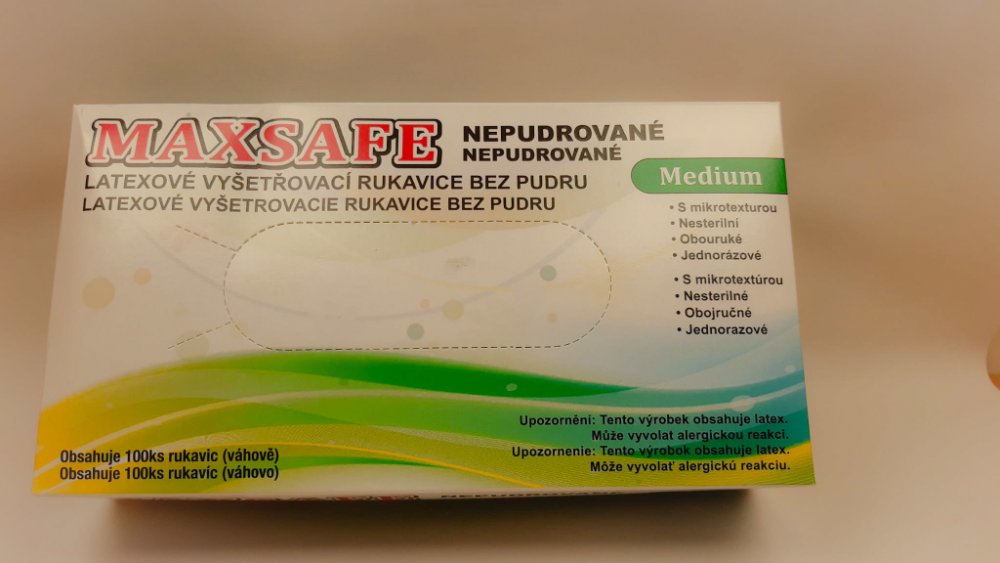 MAXSAFE
NEPUDROVANÉ
NEPUDROVANÉ
LATEXOVÉ VYŠETŘOVACÍ RUKAVICE BEZ PUDRU
LATEXOVÉ VYŠETROVACIE RUKAVICE BEZ PUDRU
Medium
• S mikrotexturou
• Nesterilní
• Obouruké
• Jednorázové
• S mikrotextúrou
• Nesterilné
• Obojručné
• Jednorazové
Upozornění: Tento výrobek obsahuje latex.
Může vyvolat alergickou reakci.
Upozornenie: Tento výrobok obsahuje latex.
Môže vyvolať alergickú reakciu.
Obsahuje 100ks rukavic (váhově)
Obsahuje 100ks rukavíc (váhovo)
NEPUDROVANÉ